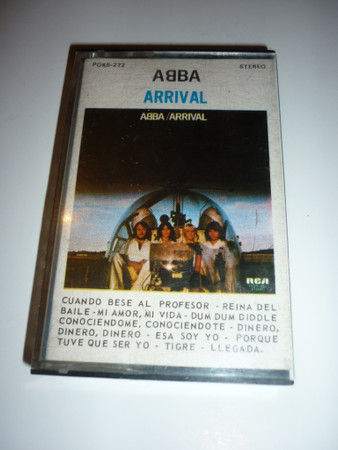 PONS-272 STEREO
ABBA
ARRIVAL
ABBA/ARRIVAL
RCA
CUANDO BESE AL PROFESOR - REINA DEL
BAILE - MI AMOR, MI VIDA - DUM DUM DIDDLE
CONOCIENDOME, CONOCIENDOTE - DINERO,
DINERO, DINERO - ESA SOY YO - PORQUE
TUVE QUE SER YO - TIGRE - LLEGADA.